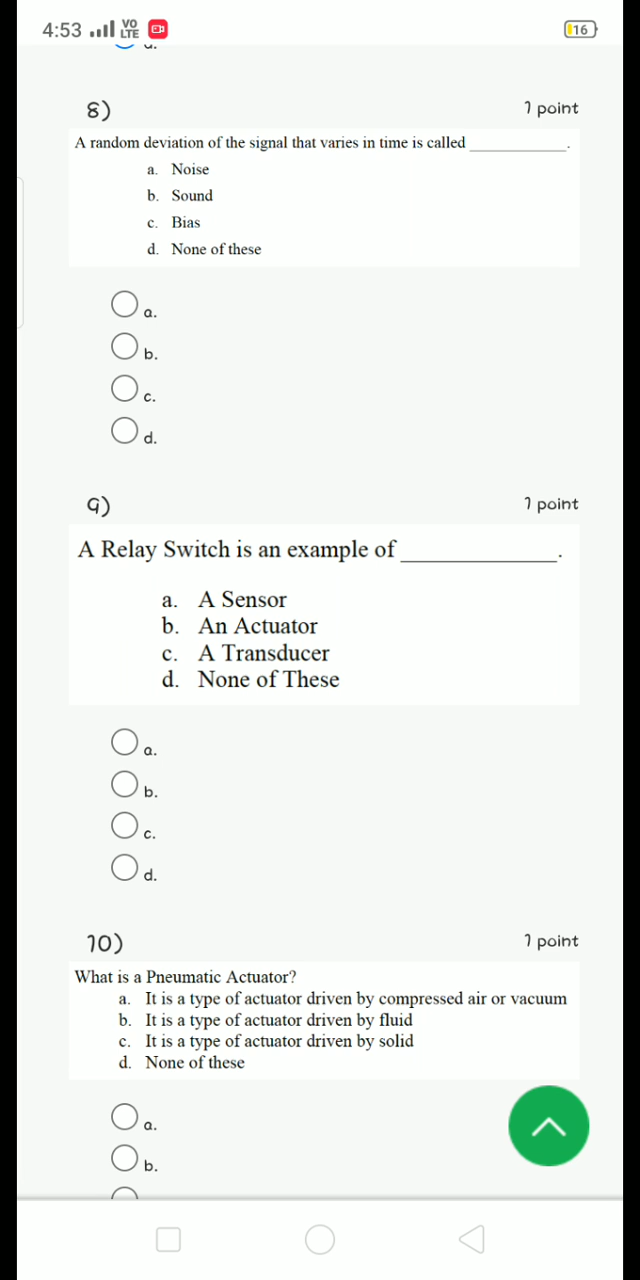 4:53 VO LTE 16
8) 1 point
A random deviation of the signal that varies in time is called ____________.
a. Noise
b. Sound
c. Bias
d. None of these
a.
b.
c.
d.
9) 1 point
A Relay Switch is an example of _____________.
a. A Sensor
b. An Actuator
c. A Transducer
d. None of These
a.
b.
c.
d.
10) 1 point
What is a Pneumatic Actuator?
a. It is a type of actuator driven by compressed air or vacuum
b. It is a type of actuator driven by fluid
c. It is a type of actuator driven by solid
d. None of these
a.
b.